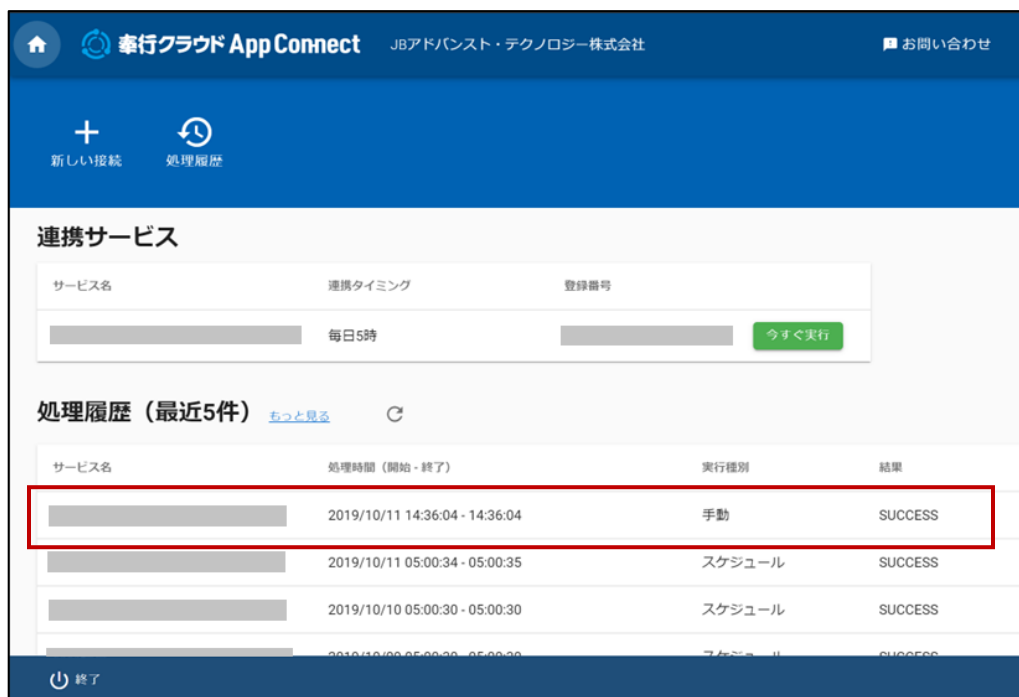 奉行クラウド App Connect JBアドバンスト・テクノロジー株式会社 お問い合わせ
新しい接続 処理履歴
連携サービス
サービス名 連携タイミング 登録番号
毎日5時 今すぐ実行
処理履歴（最近5件） もっと見る
サービス名 処理時間（開始 - 終了） 実行種別 結果
2019/10/11 14:36:04 - 14:36:04 手動 SUCCESS
2019/10/11 05:00:34 - 05:00:35 スケジュール SUCCESS
2019/10/10 05:00:30 - 05:00:30 スケジュール SUCCESS
終了